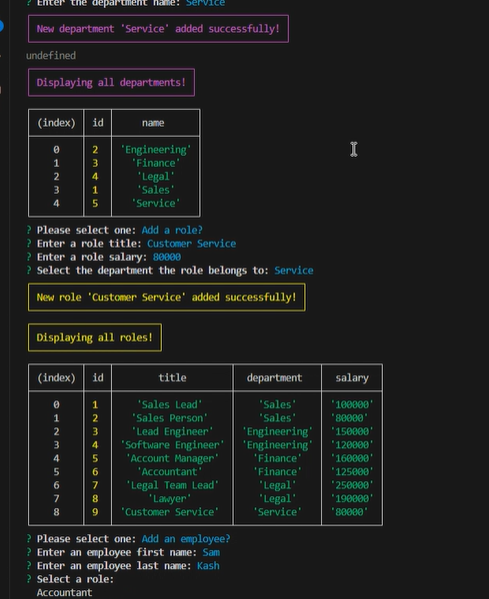 ? Enter the department name: Service
New department 'Service' added successfully!
undefined
Displaying all departments!
(index) id name
0 2 'Engineering'
1 3 'Finance'
2 4 'Legal'
3 1 'Sales'
4 5 'Service'
? Please select one: Add a role?
? Enter a role title: Customer Service
? Enter a role salary: 80000
? Select the department the role belongs to: Service
New role 'Customer Service' added successfully!
Displaying all roles!
(index) id title department salary
0 1 'Sales Lead' 'Sales' '100000'
1 2 'Sales Person' 'Sales' '80000'
2 3 'Lead Engineer' 'Engineering' '150000'
3 4 'Software Engineer' 'Engineering' '120000'
4 5 'Account Manager' 'Finance' '160000'
5 6 'Accountant' 'Finance' '125000'
6 7 'Legal Team Lead' 'Legal' '250000'
7 8 'Lawyer' 'Legal' '190000'
8 9 'Customer Service' 'Service' '80000'
? Please select one: Add an employee?
? Enter an employee first name: Sam
? Enter an employee last name: Kash
? Select a role:
Accountant